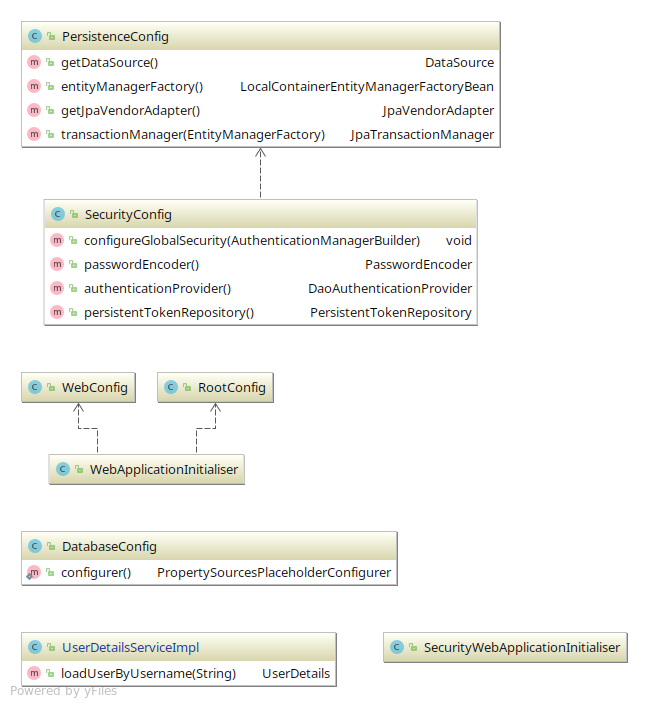 PersistenceConfig
getDataSource() DataSource
entityManagerFactory() LocalContainerEntityManagerFactoryBean
getJpaVendorAdapter() JpaVendorAdapter
transactionManager(EntityManagerFactory) JpaTransactionManager
SecurityConfig
configureGlobalSecurity(AuthenticationManagerBuilder) void
passwordEncoder() PasswordEncoder
authenticationProvider() DaoAuthenticationProvider
persistentTokenRepository() PersistentTokenRepository
WebConfig RootConfig
WebApplicationInitialiser
DatabaseConfig
configurer() PropertySourcesPlaceholderConfigurer
UserDetailsServiceImpl SecurityWebApplicationInitialiser
loadUserByUsername(String) UserDetails
Powered by yFiles